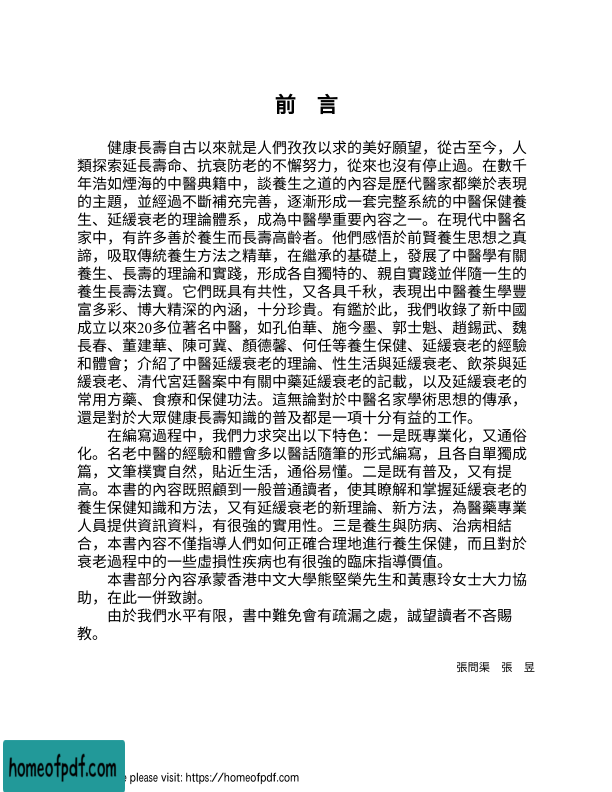 前　言
健康長壽自古以來就是人們孜孜以求的美好願望，從古至今，人
類探索延長壽命、抗衰防老的不懈努力，從來也沒有停止過。在數千
年浩如煙海的中醫典籍中，談養生之道的內容是歷代醫家都樂於表現
的主題，並經過不斷補充完善，逐漸形成一套完整系統的中醫保健養
生、延緩衰老的理論體系，成為中醫學重要內容之一。在現代中醫名
家中，有許多善於養生而長壽高齡者。他們感悟於前賢養生思想之真
諦，吸取傳統養生方法之精華，在繼承的基礎上，發展了中醫學有關
養生、長壽的理論和實踐，形成各自獨特的、親自實踐並伴隨一生的
養生長壽法寶。它們既具有共性，又各具千秋，表現出中醫養生學豐
富多彩、博大精深的內涵，十分珍貴。有鑑於此，我們收錄了新中國
成立以來20多位著名中醫，如孔伯華、施今墨、郭士魁、趙錫武、魏
長春、董建華、陳可冀、顏德馨、何任等養生保健、延緩衰老的經驗
和體會；介紹了中醫延緩衰老的理論、性生活與延緩衰老、飲茶與延
緩衰老、清代宮廷醫案中有關中藥延緩衰老的記載，以及延緩衰老的
常用方藥、食療和保健功法。這無論對於中醫名家學術思想的傳承，
還是對於大眾健康長壽知識的普及都是一項十分有益的工作。
在編寫過程中，我們力求突出以下特色：一是既專業化，又通俗
化。名老中醫的經驗和體會多以醫話隨筆的形式編寫，且各自單獨成
篇，文筆樸實自然，貼近生活，通俗易懂。二是既有普及，又有提
高。本書的內容既照顧到一般普通讀者，使其瞭解和掌握延緩衰老的
養生保健知識和方法，又有延緩衰老的新理論、新方法，為醫藥專業
人員提供資訊資料，有很強的實用性。三是養生與防病、治病相結
合，本書內容不僅指導人們如何正確合理地進行養生保健，而且對於
衰老過程中的一些虛損性疾病也有很強的臨床指導價值。
本書部分內容承蒙香港中文大學熊堅榮先生和黃惠玲女士大力協
助，在此一併致謝。
由於我們水平有限，書中難免會有疏漏之處，誠望讀者不吝賜
教。
張問渠　張　昱
homeofpdf.com
e please visit: https://homeofpdf.com